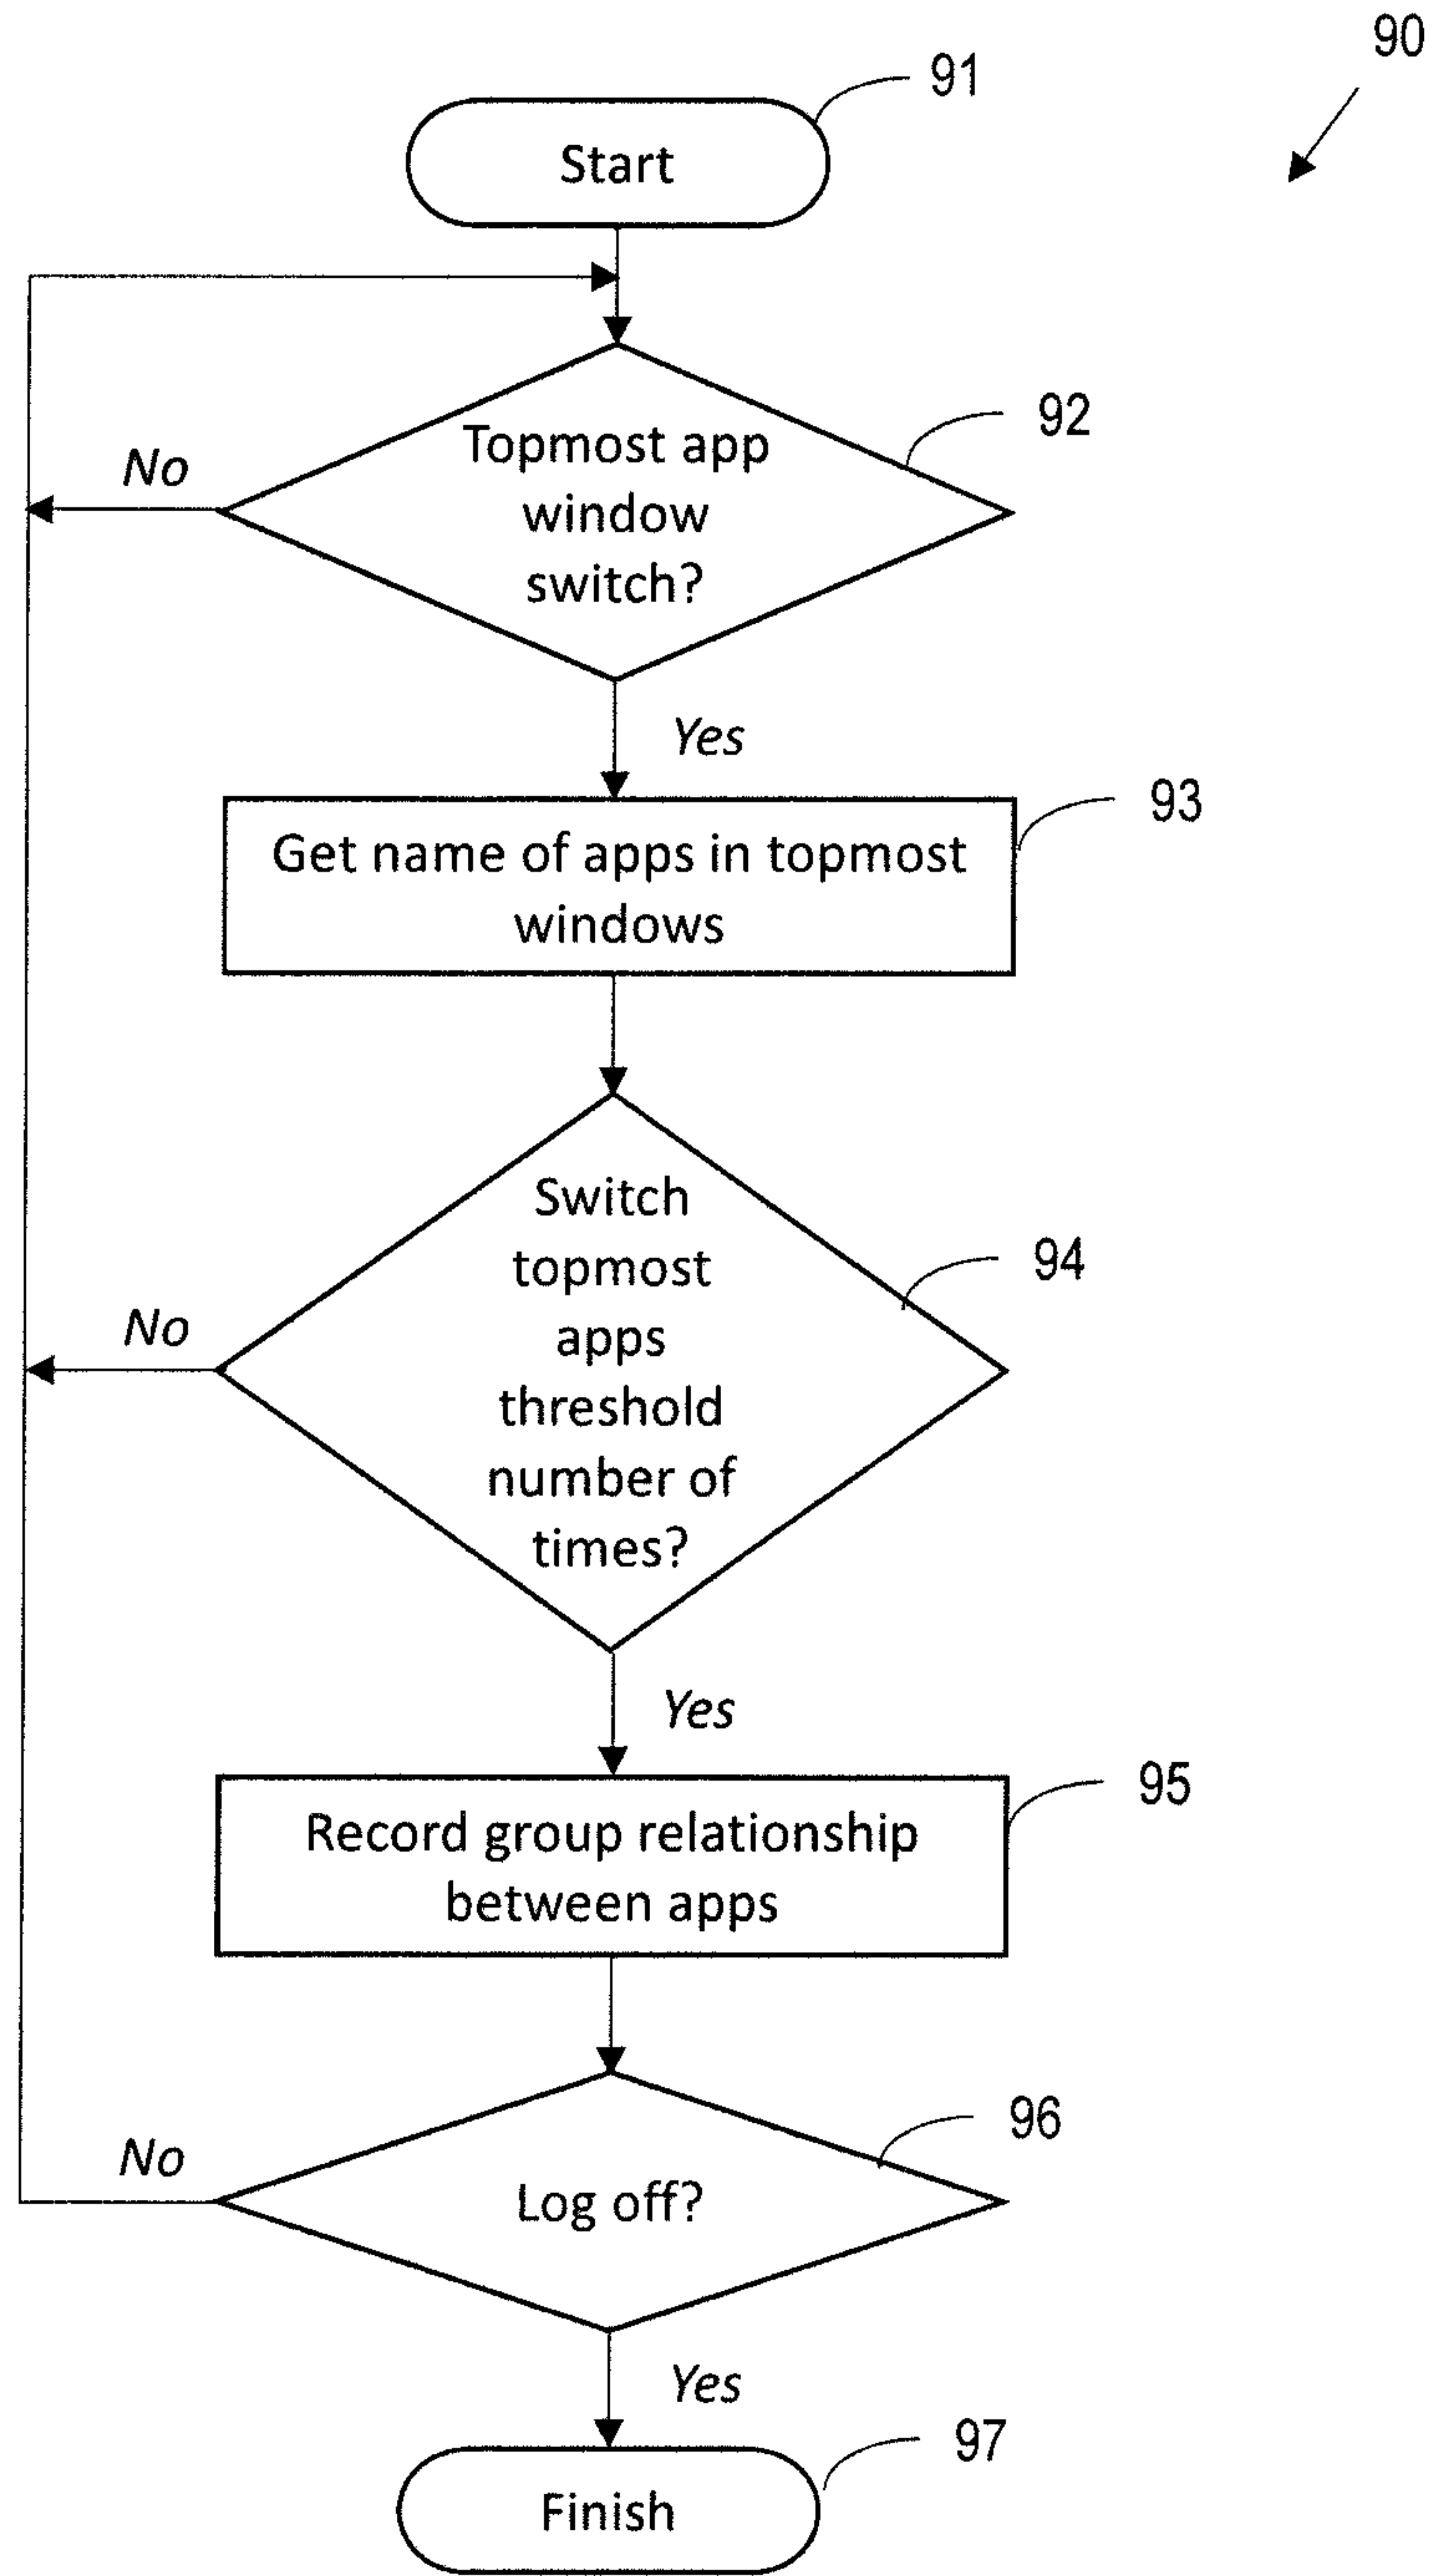 90
91
Start
92
Topmost app
window
switch?
No
Yes
93
Get name of apps in topmost
windows
94
Switch
topmost
apps
threshold
number of
times?
No
Yes
95
Record group relationship
between apps
96
Log off?
No
Yes
97
Finish